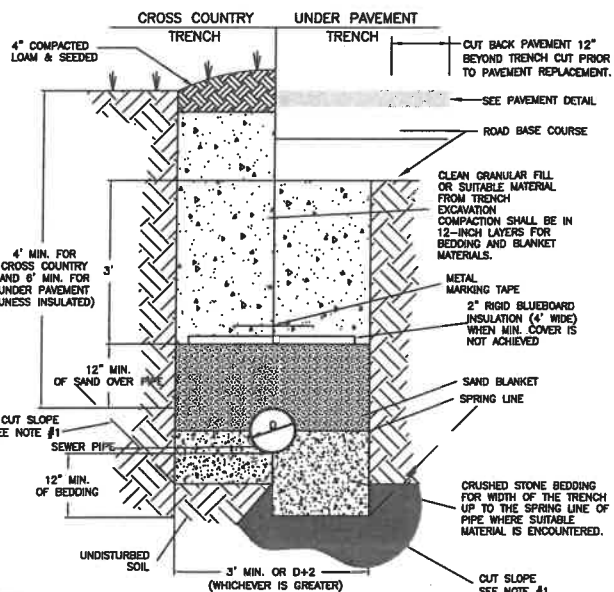 CROSS COUNTRY
TRENCH
UNDER PAVEMENT
TRENCH
4" COMPACTED
LOAM & SEEDED
CUT BACK PAVEMENT 12"
BEYOND TRENCH CUT PRIOR
TO PAVEMENT REPLACEMENT.
SEE PAVEMENT DETAIL
ROAD BASE COURSE
CLEAN GRANULAR FILL
OR SUITABLE MATERIAL
FROM TRENCH
EXCAVATION
COMPACTION SHALL BE IN
12-INCH LAYERS FOR
BEDDING AND BLANKET
MATERIALS.
4' MIN. FOR
CROSS COUNTRY
AND 6' MIN. FOR
UNDER PAVEMENT
(UNESS INSULATED)
3'
METAL
MARKING TAPE
2" RIGID BLUEBOARD
INSULATION (4' WIDE)
WHEN MIN. COVER IS
NOT ACHIEVED
12" MIN.
OF SAND OVER PIPE
SAND BLANKET
SPRING LINE
D
CUT SLOPE
SEE NOTE #1
SEWER PIPE
12" MIN.
OF BEDDING
CRUSHED STONE BEDDING
FOR WIDTH OF THE TRENCH
UP TO THE SPRING LINE OF
PIPE WHERE SUITABLE
MATERIAL IS ENCOUNTERED.
UNDISTURBED
SOIL
3' MIN. OR D+2
(WHICHEVER IS GREATER)
CUT SLOPE
SEE NOTE #1